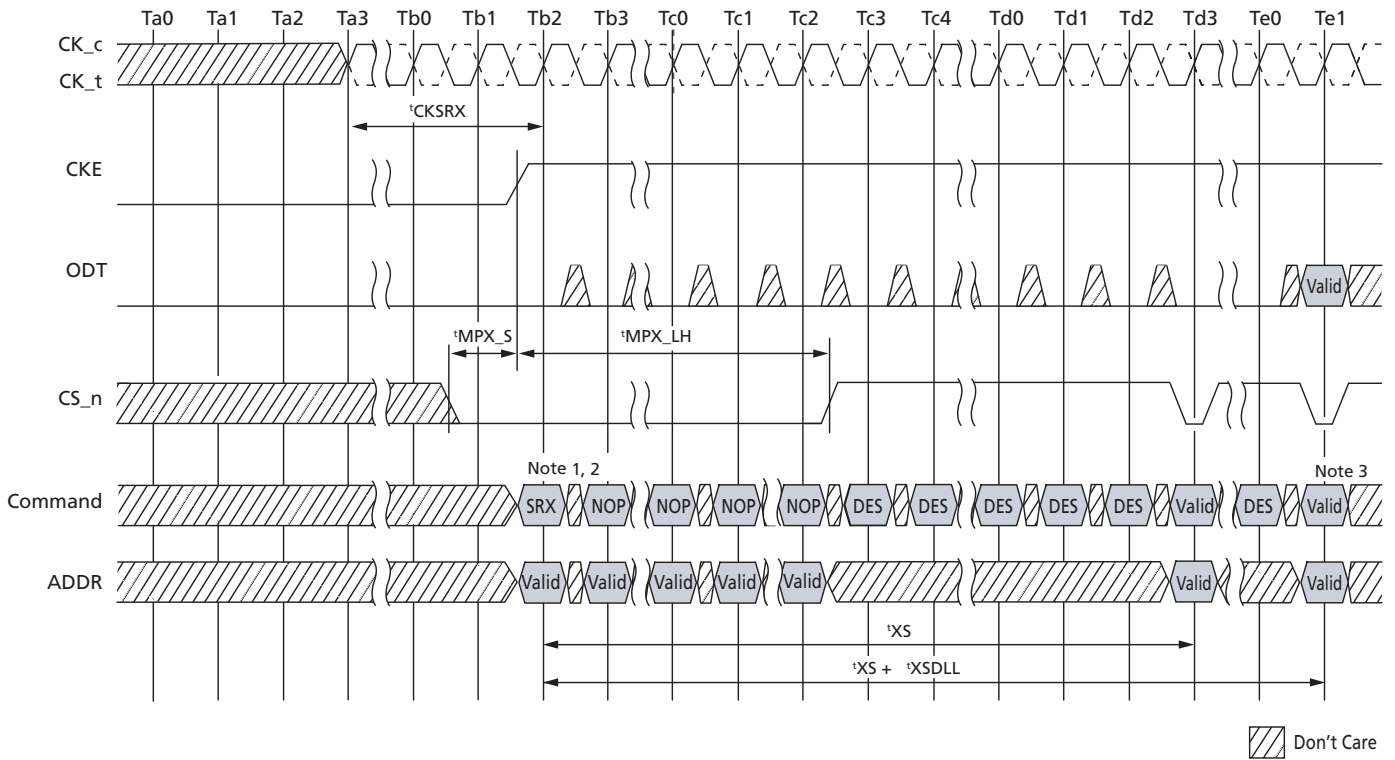 Ta0 Ta1 Ta2 Ta3 Tb0 Tb1 Tb2 Tb3 Tc0 Tc1 Tc2 Tc3 Tc4 Td0 Td1 Td2 Td3 Te0 Te1
CK_c
CK_t
tCKSRX
CKE
ODT
Valid
tMPX_S tMPX_LH
CS_n
Note 1, 2 Note 3
Command SRX NOP NOP NOP NOP DES DES DES DES DES Valid DES Valid
ADDR Valid Valid Valid Valid Valid Valid Valid
tXS
tXS + tXSDLL
Don't Care